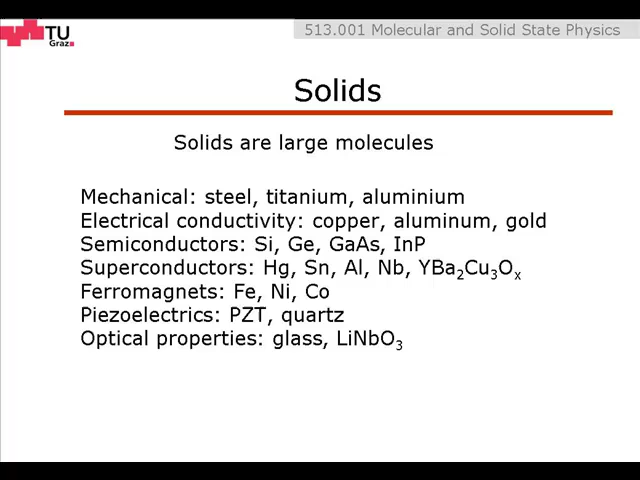 TU
Graz
513.001 Molecular and Solid State Physics
Solids
Solids are large molecules
Mechanical: steel, titanium, aluminium
Electrical conductivity: copper, aluminum, gold
Semiconductors: Si, Ge, GaAs, InP
Superconductors: Hg, Sn, Al, Nb, YBa₂Cu₃Oₓ
Ferromagnets: Fe, Ni, Co
Piezoelectrics: PZT, quartz
Optical properties: glass, LiNbO₃